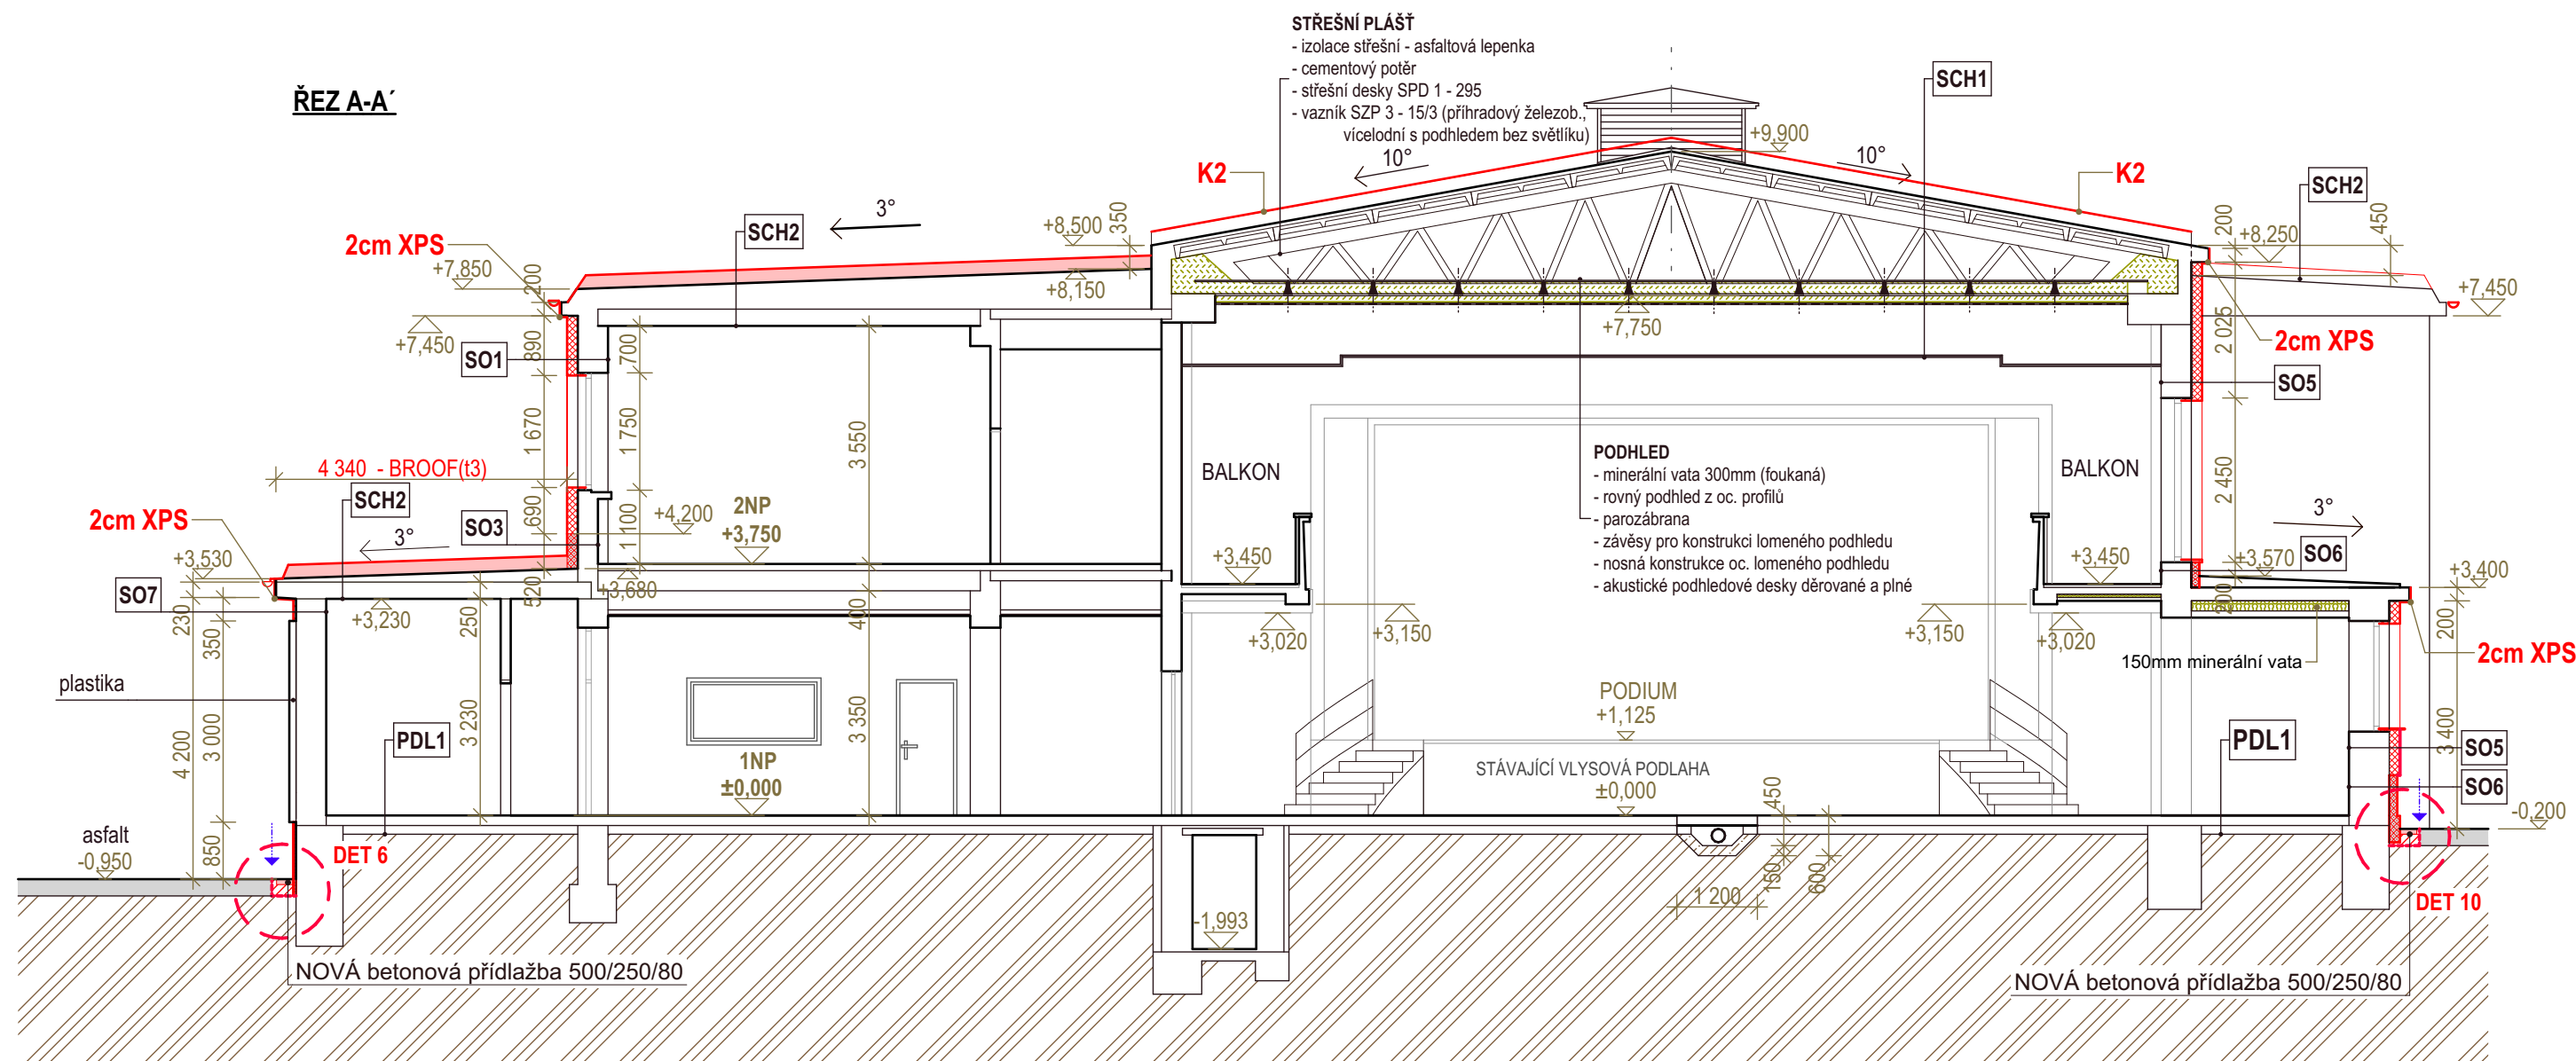 ŘEZ A-A´
STŘEŠNÍ PLÁŠŤ
- izolace střešní - asfaltová lepenka
- cementový potěr
- střešní desky SPD 1 - 295
- vazník SZP 3 - 15/3 (příhradový železob.,
vícelodní s podhledem bez světlíku)
SCH1
+9,900
10°
10°
K2
K2
SCH2
3°
SCH2
+8,500
350
200
450
+8,250
2cm XPS
+7,850
200
+8,150
+7,450
+7,450
+7,750
2 025
2cm XPS
890
700
SO1
SO5
1 670
1 750
3 550
4 340 - BROOF(t3)
SCH2
BALKON
BALKON
PODHLED
- minerální vata 300mm (foukaná)
- rovný podhled z oc. profilů
- parozábrana
- závěsy pro konstrukci lomeného podhledu
- nosná konstrukce oc. lomeného podhledu
- akustické podhledové desky děrované a plné
2 450
2cm XPS
690
SO3
1 100
+4,200
2NP
+3,750
3°
3°
+3,530
+3,450
+3,450
+3,570
SO6
+3,400
SO7
230
350
520
+3,680
250
400
+3,230
200
200
+3,020
+3,150
+3,150
+3,020
2cm XPS
150mm minerální vata
plastika
4 200
3 000
3 230
3 350
PODIUM
+1,125
PDL1
PDL1
3 400
SO5
1NP
±0,000
STÁVAJÍCÍ VLYSOVÁ PODLAHA
±0,000
450
SO6
asfalt
-0,950
850
DET 6
150
600
1 200
-0,200
-1,993
DET 10
NOVÁ betonová přídlažba 500/250/80
NOVÁ betonová přídlažba 500/250/80